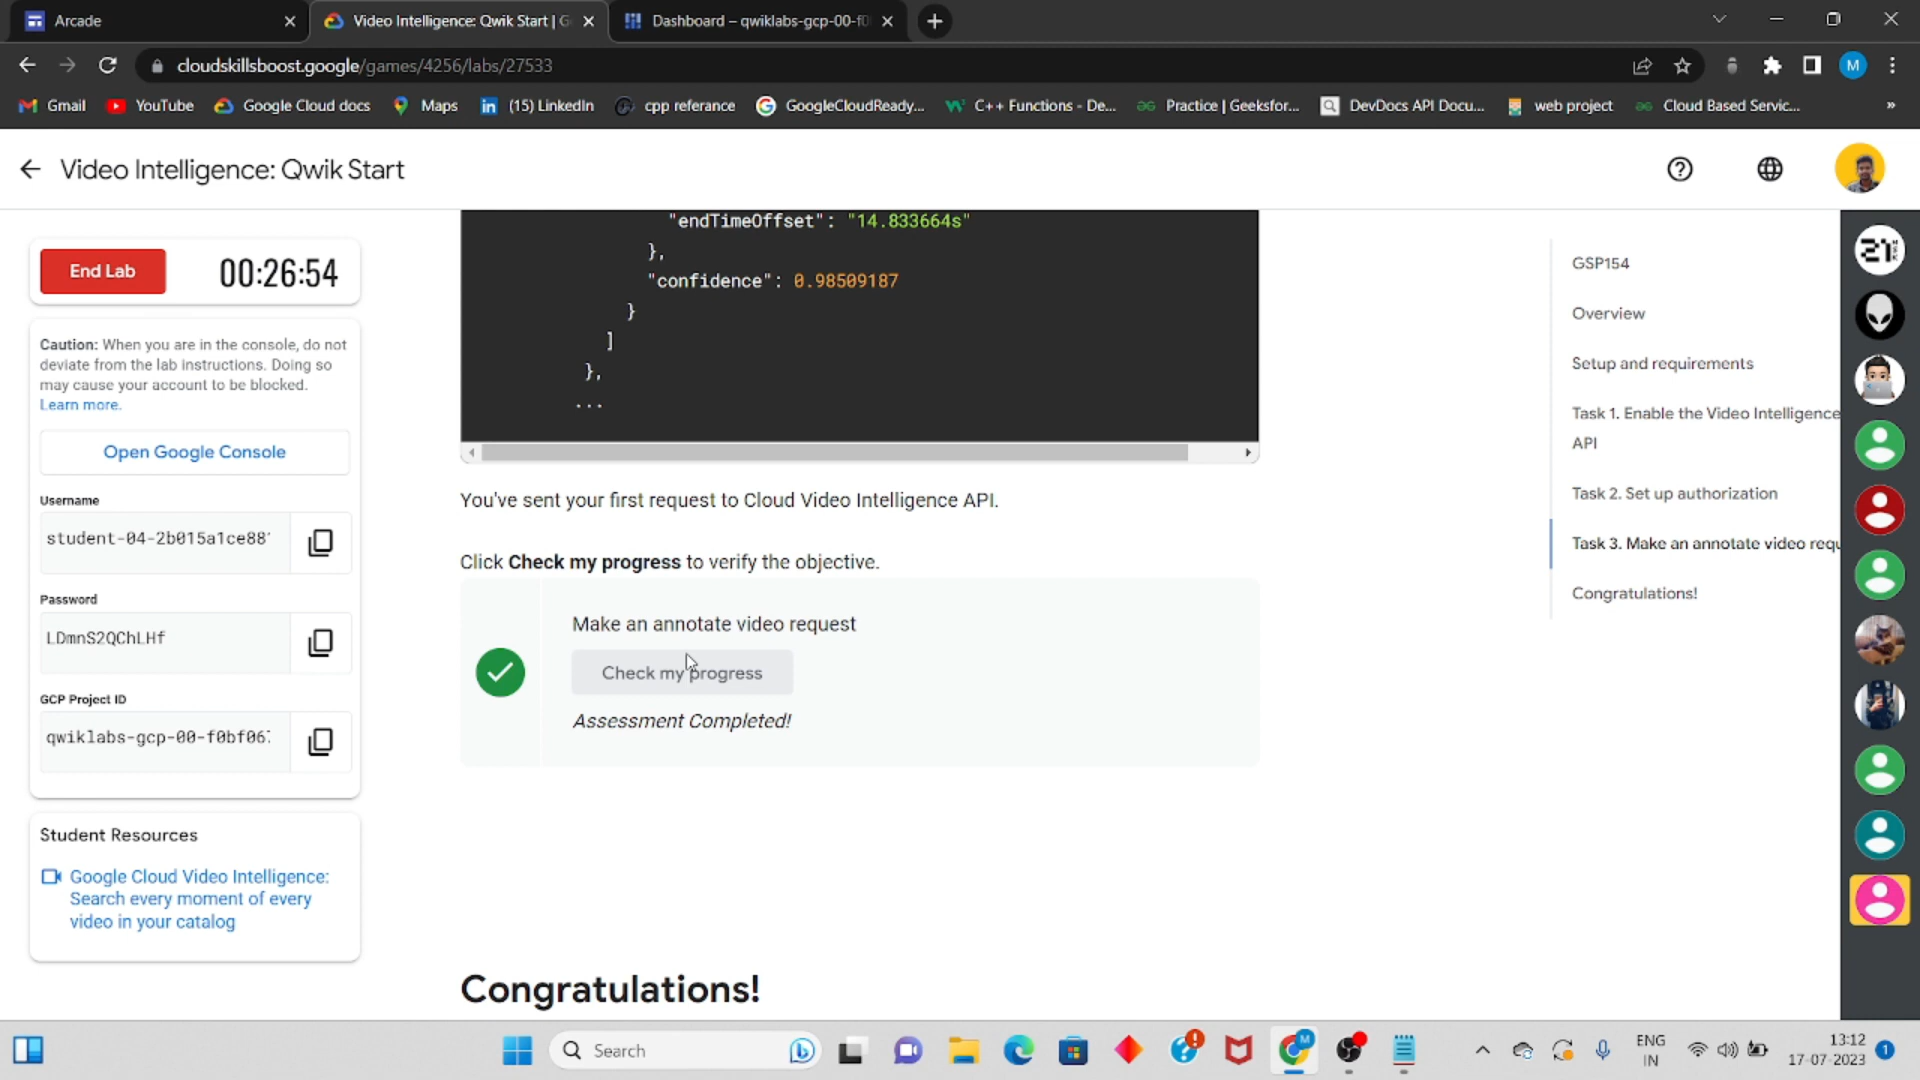 Arcade
Video Intelligence: Qwik Start | G
Dashboard – qwiklabs-gcp-00-f0
cloudskillsboost.google/games/4256/labs/27533
M
Gmail
YouTube
Google Cloud docs
Maps
(15) LinkedIn
cpp referance
GoogleCloudReady...
C++ Functions - De...
Practice | Geeksfor...
DevDocs API Docu...
web project
Cloud Based Servic...
»
Video Intelligence: Qwik Start
End Lab
00:26:54
Caution: When you are in the console, do not
deviate from the lab instructions. Doing so
may cause your account to be blocked.
Learn more.
Open Google Console
Username
student-04-2b015a1ce88
Password
LDmnS2QChLHf
GCP Project ID
qwiklabs-gcp-00-f0bf06
Student Resources
Google Cloud Video Intelligence:
Search every moment of every
video in your catalog
"endTimeOffset": "14.833664s"
},
"confidence": 0.98509187
}
]
},
...
You've sent your first request to Cloud Video Intelligence API.
Click Check my progress to verify the objective.
Make an annotate video request
Check my progress
Assessment Completed!
Congratulations!
GSP154
Overview
Setup and requirements
Task 1. Enable the Video Intelligence
API
Task 2. Set up authorization
Task 3. Make an annotate video requ
Congratulations!
21
Search
M
ENG
IN
13:12
17-07-2023
1